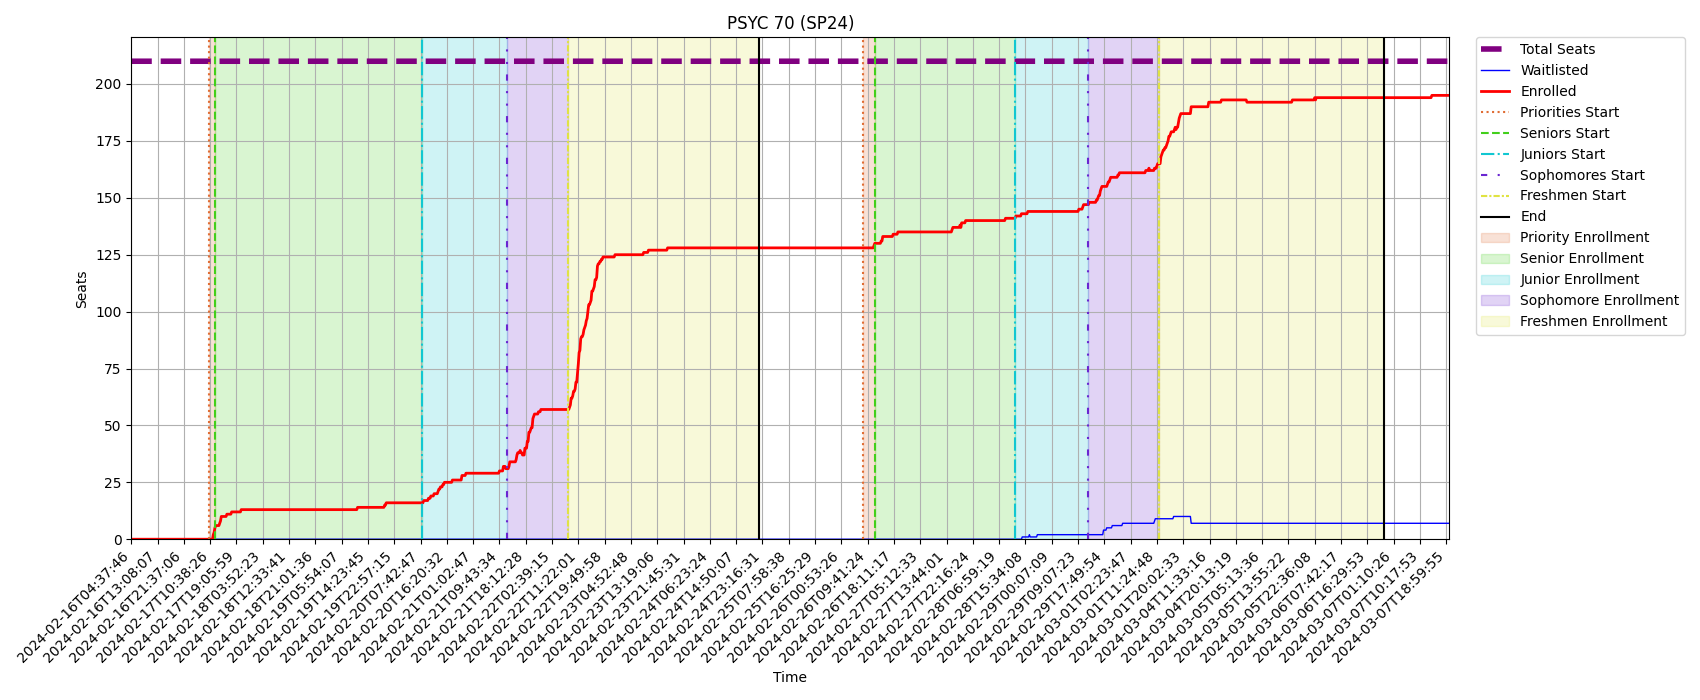 PSYC 70 (SP24)
Total Seats
Waitlisted
Enrolled
Priorities Start
Seniors Start
Juniors Start
Sophomores Start
Freshmen Start
End
Priority Enrollment
Senior Enrollment
Junior Enrollment
Sophomore Enrollment
Freshmen Enrollment
Seats
200
175
150
125
100
75
50
25
0
2024-02-16T04:37:46
2024-02-16T13:08:07
2024-02-16T21:37:06
2024-02-17T10:38:26
2024-02-17T19:05:59
2024-02-18T03:52:23
2024-02-18T12:33:41
2024-02-18T21:01:36
2024-02-19T05:54:07
2024-02-19T14:23:45
2024-02-19T22:57:15
2024-02-20T07:42:47
2024-02-20T16:20:32
2024-02-21T01:02:47
2024-02-21T09:43:34
2024-02-21T18:12:28
2024-02-22T02:39:15
2024-02-22T11:22:01
2024-02-22T19:49:58
2024-02-23T04:52:48
2024-02-23T13:19:06
2024-02-23T21:45:31
2024-02-24T06:23:24
2024-02-24T14:50:07
2024-02-24T23:16:31
2024-02-25T07:58:38
2024-02-25T16:25:29
2024-02-26T00:53:26
2024-02-26T09:41:24
2024-02-26T18:11:17
2024-02-27T05:12:33
2024-02-27T13:44:01
2024-02-27T22:16:24
2024-02-28T06:59:19
2024-02-28T15:34:08
2024-02-29T00:07:09
2024-02-29T09:07:23
2024-02-29T17:49:54
2024-03-01T02:23:47
2024-03-01T11:24:48
2024-03-01T20:02:33
2024-03-04T11:33:16
2024-03-04T20:13:19
2024-03-05T05:13:36
2024-03-05T13:55:22
2024-03-05T22:36:08
2024-03-06T07:42:17
2024-03-06T16:29:53
2024-03-07T01:10:26
2024-03-07T10:17:53
2024-03-07T18:59:55
Time